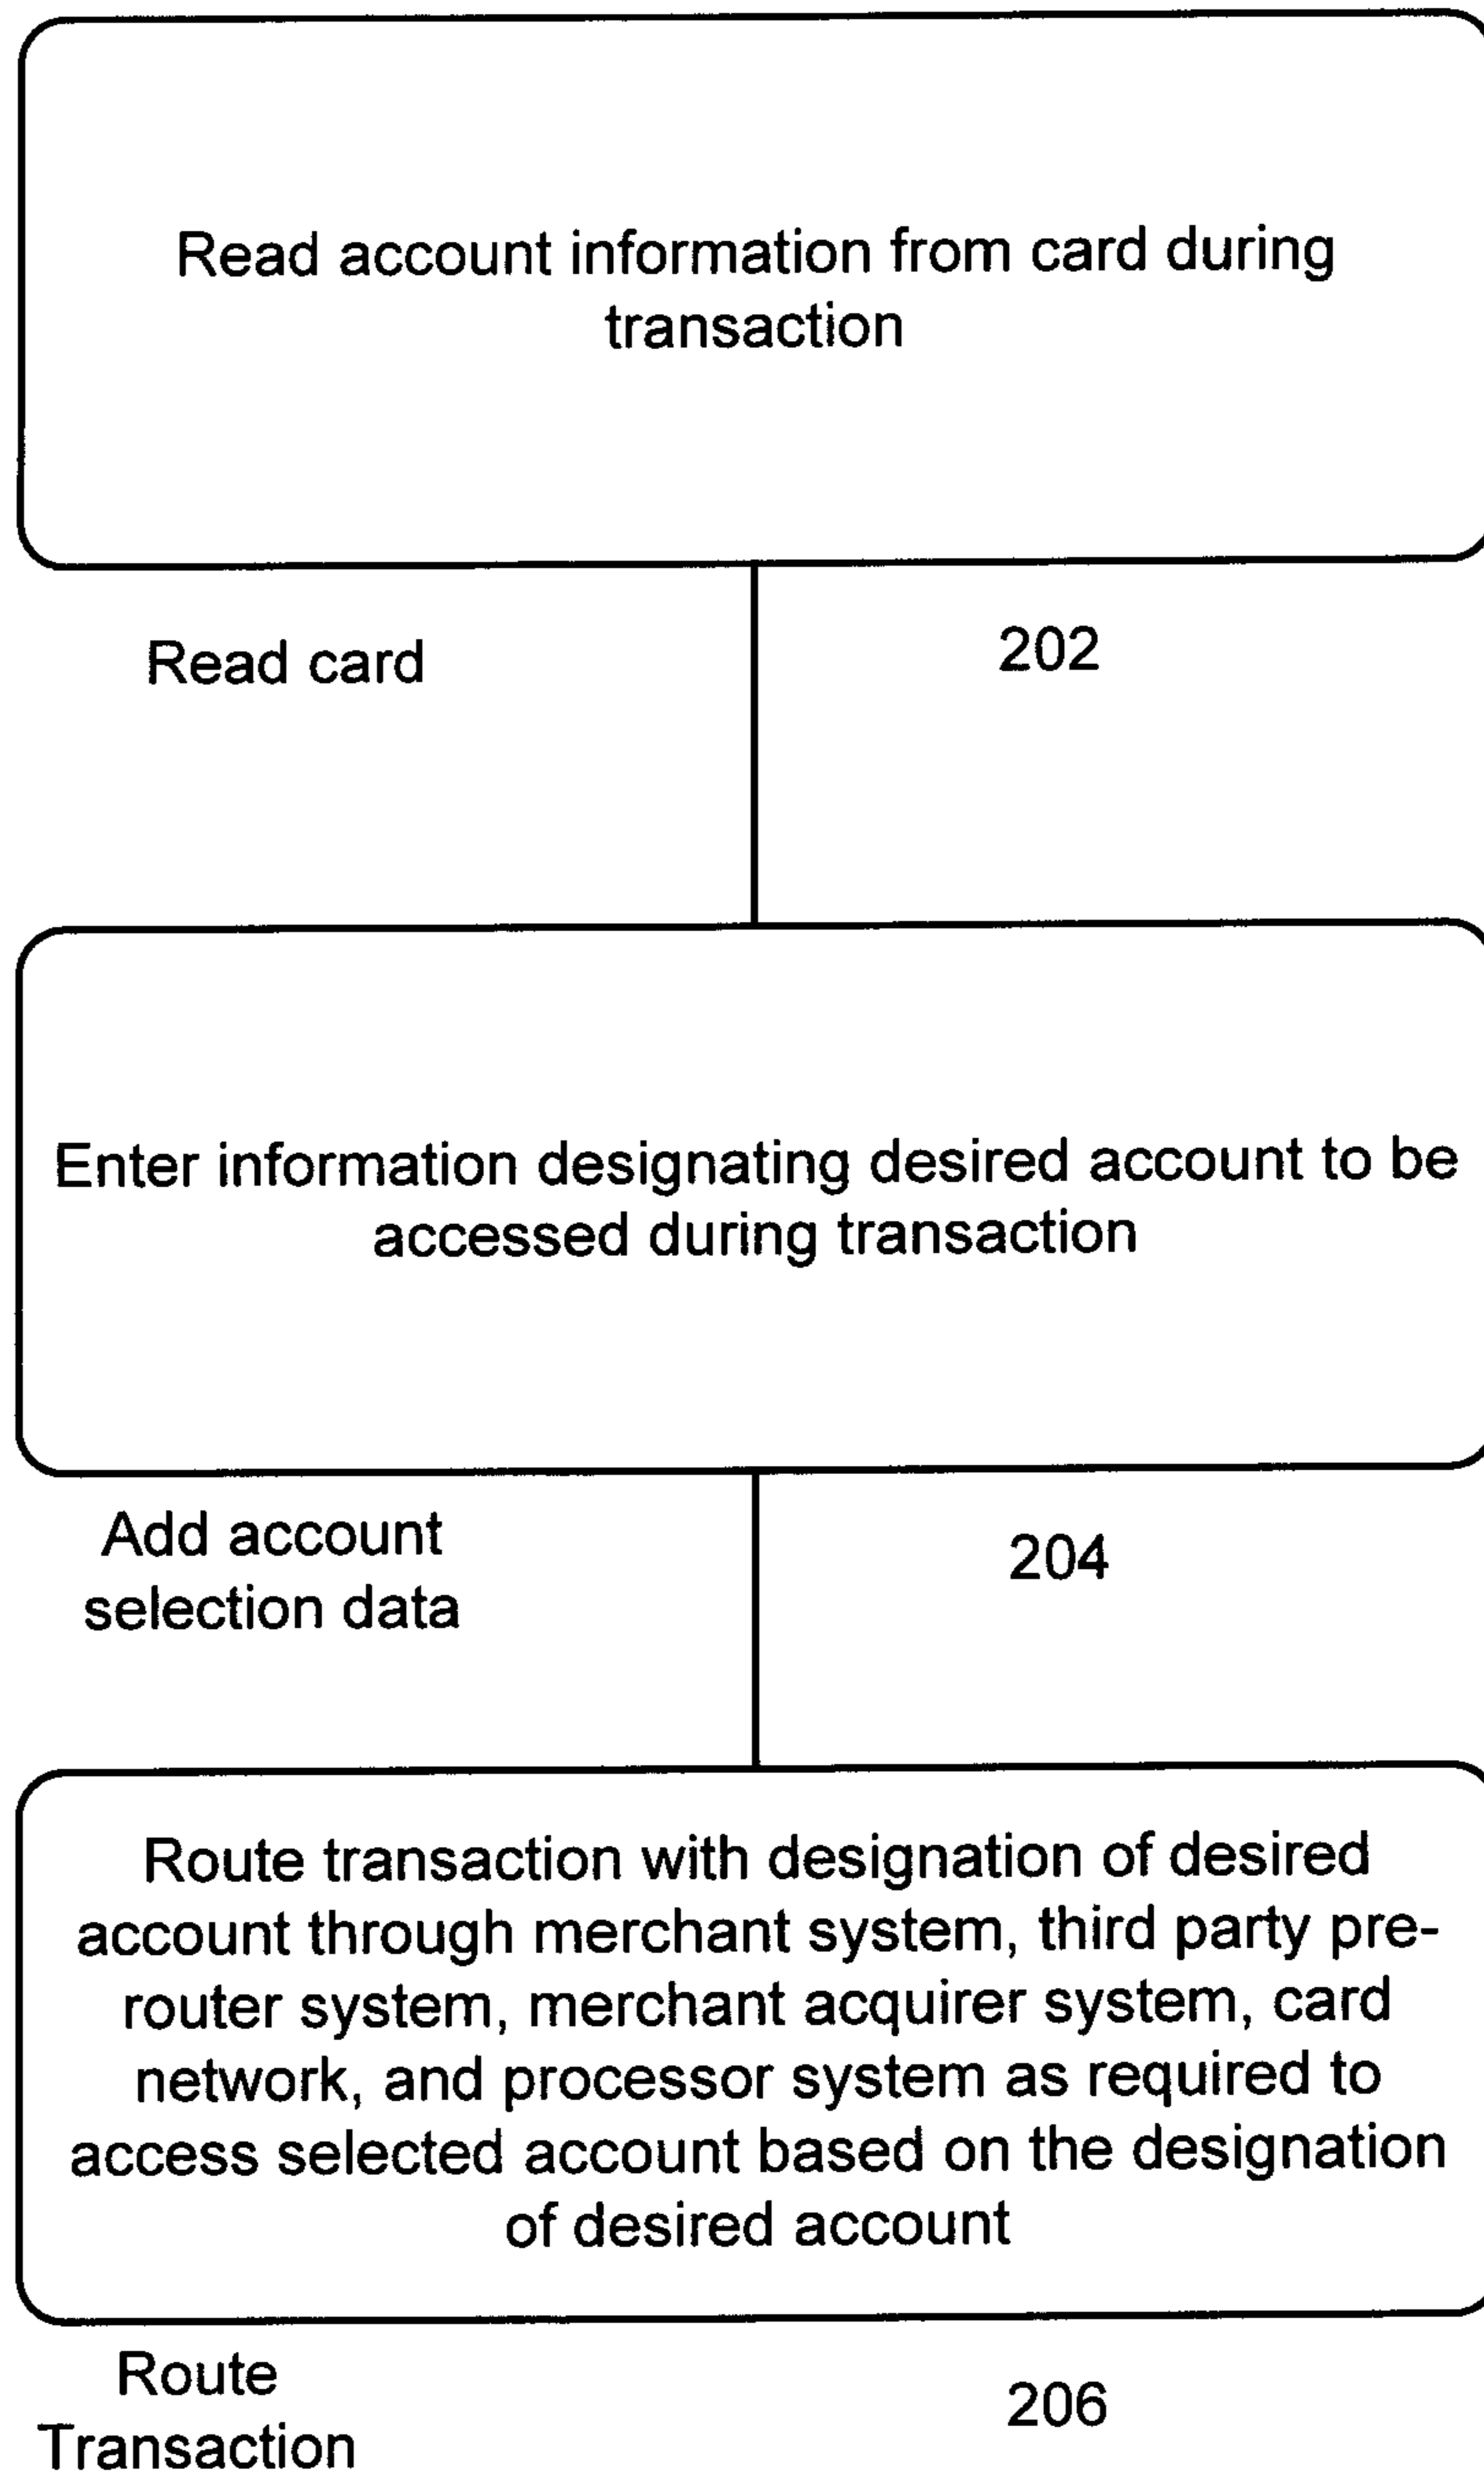 Read account information from card during
transaction
Read card
202
Enter information designating desired account to be
accessed during transaction
Add account
selection data
204
Route transaction with designation of desired
account through merchant system, third party pre-
router system, merchant acquirer system, card
network, and processor system as required to
access selected account based on the designation
of desired account
Route
Transaction
206